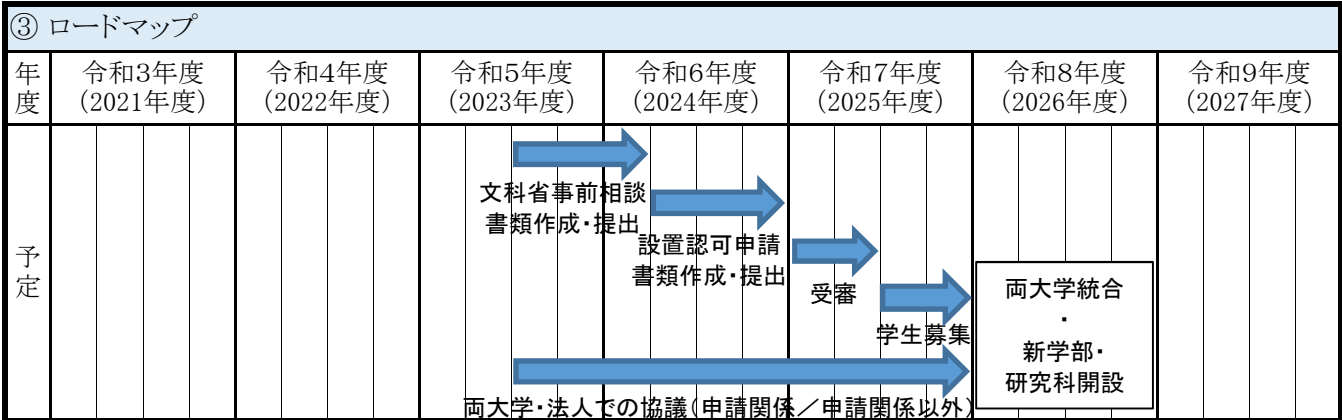 ③ ロードマップ
年度
令和3年度
(2021年度)
令和4年度
(2022年度)
令和5年度
(2023年度)
令和6年度
(2024年度)
令和7年度
(2025年度)
令和8年度
(2026年度)
令和9年度
(2027年度)
予定
文科省事前相談
書類作成・提出
設置認可申請
書類作成・提出
受審
学生募集
両大学統合
・
新学部・
研究科開設
両大学・法人での協議(申請関係/申請関係以外)